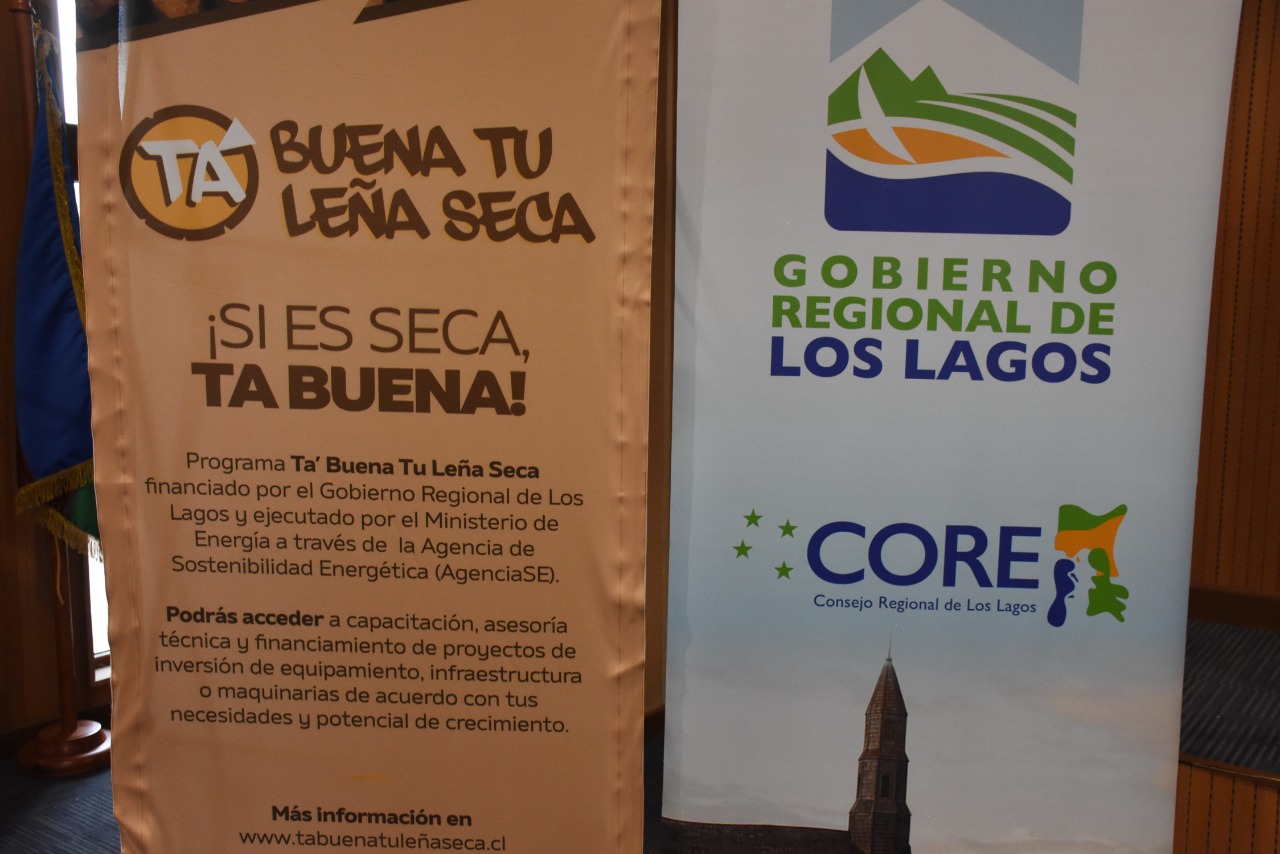 TÁ
BUENA TU
LEÑA SECA
¡SI ES SECA,
TA BUENA!
Programa Ta' Buena Tu Leña Seca
financiado por el Gobierno Regional de Los
Lagos y ejecutado por el Ministerio de
Energía a través de la Agencia de
Sostenibilidad Energética (AgenciaSE).
Podrás acceder a capacitación, asesoría
técnica y financiamiento de proyectos de
inversión de equipamiento, infraestructura
o maquinarias de acuerdo con tus
necesidades y potencial de crecimiento.
Más información en
www.tabuenatuleñaseca.cl
GOBIERNO
REGIONAL DE
LOS LAGOS
CORE
Consejo Regional de Los Lagos